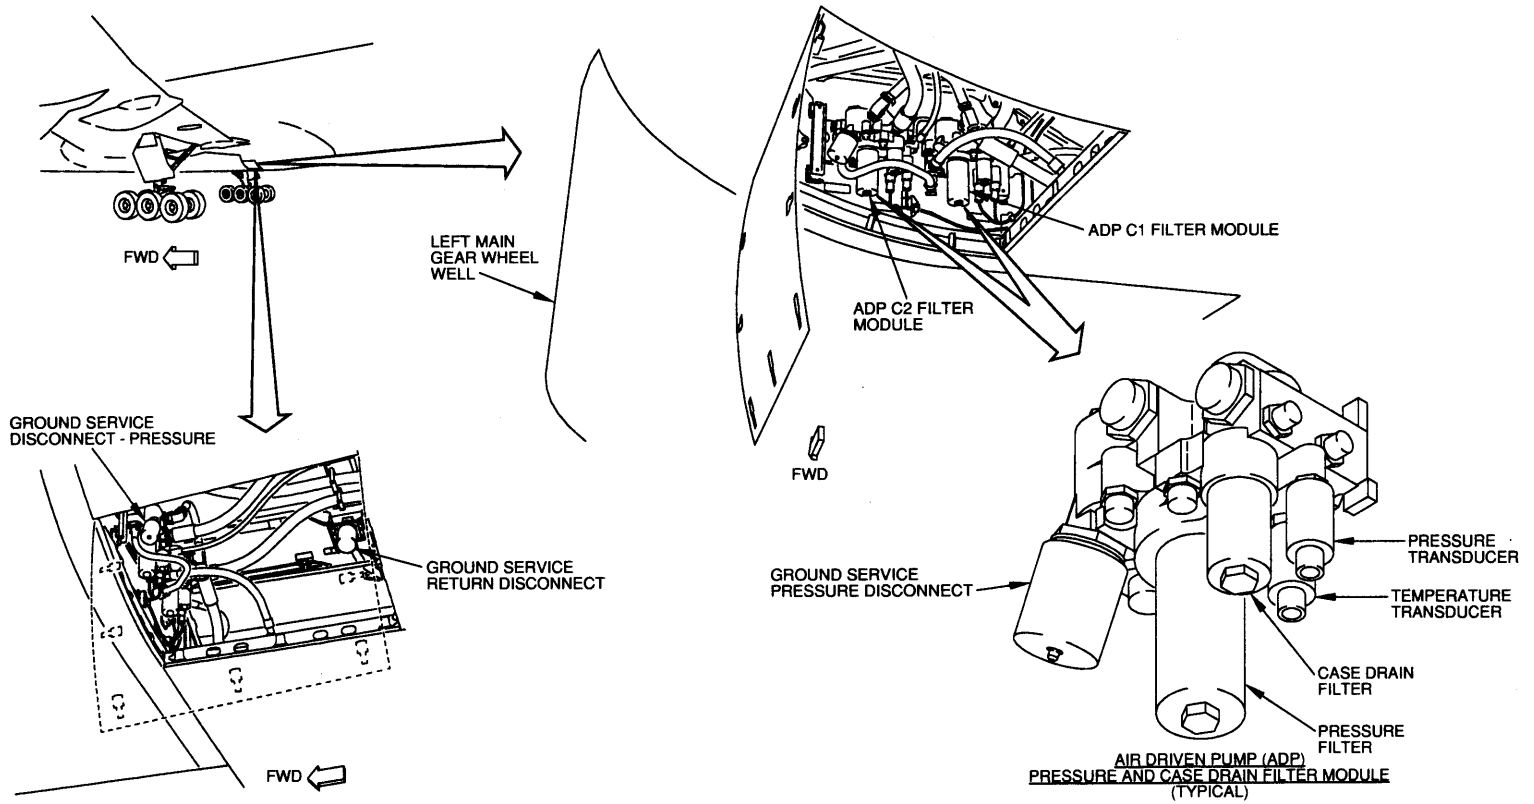 FWD
LEFT MAIN
GEAR WHEEL
WELL
ADP C1 FILTER MODULE
ADP C2 FILTER
MODULE
FWD
GROUND SERVICE
DISCONNECT - PRESSURE
GROUND SERVICE
RETURN DISCONNECT
FWD
GROUND SERVICE
PRESSURE DISCONNECT
PRESSURE
TRANSDUCER
TEMPERATURE
TRANSDUCER
CASE DRAIN
FILTER
PRESSURE
FILTER
AIR DRIVEN PUMP (ADP)
PRESSURE AND CASE DRAIN FILTER MODULE
(TYPICAL)